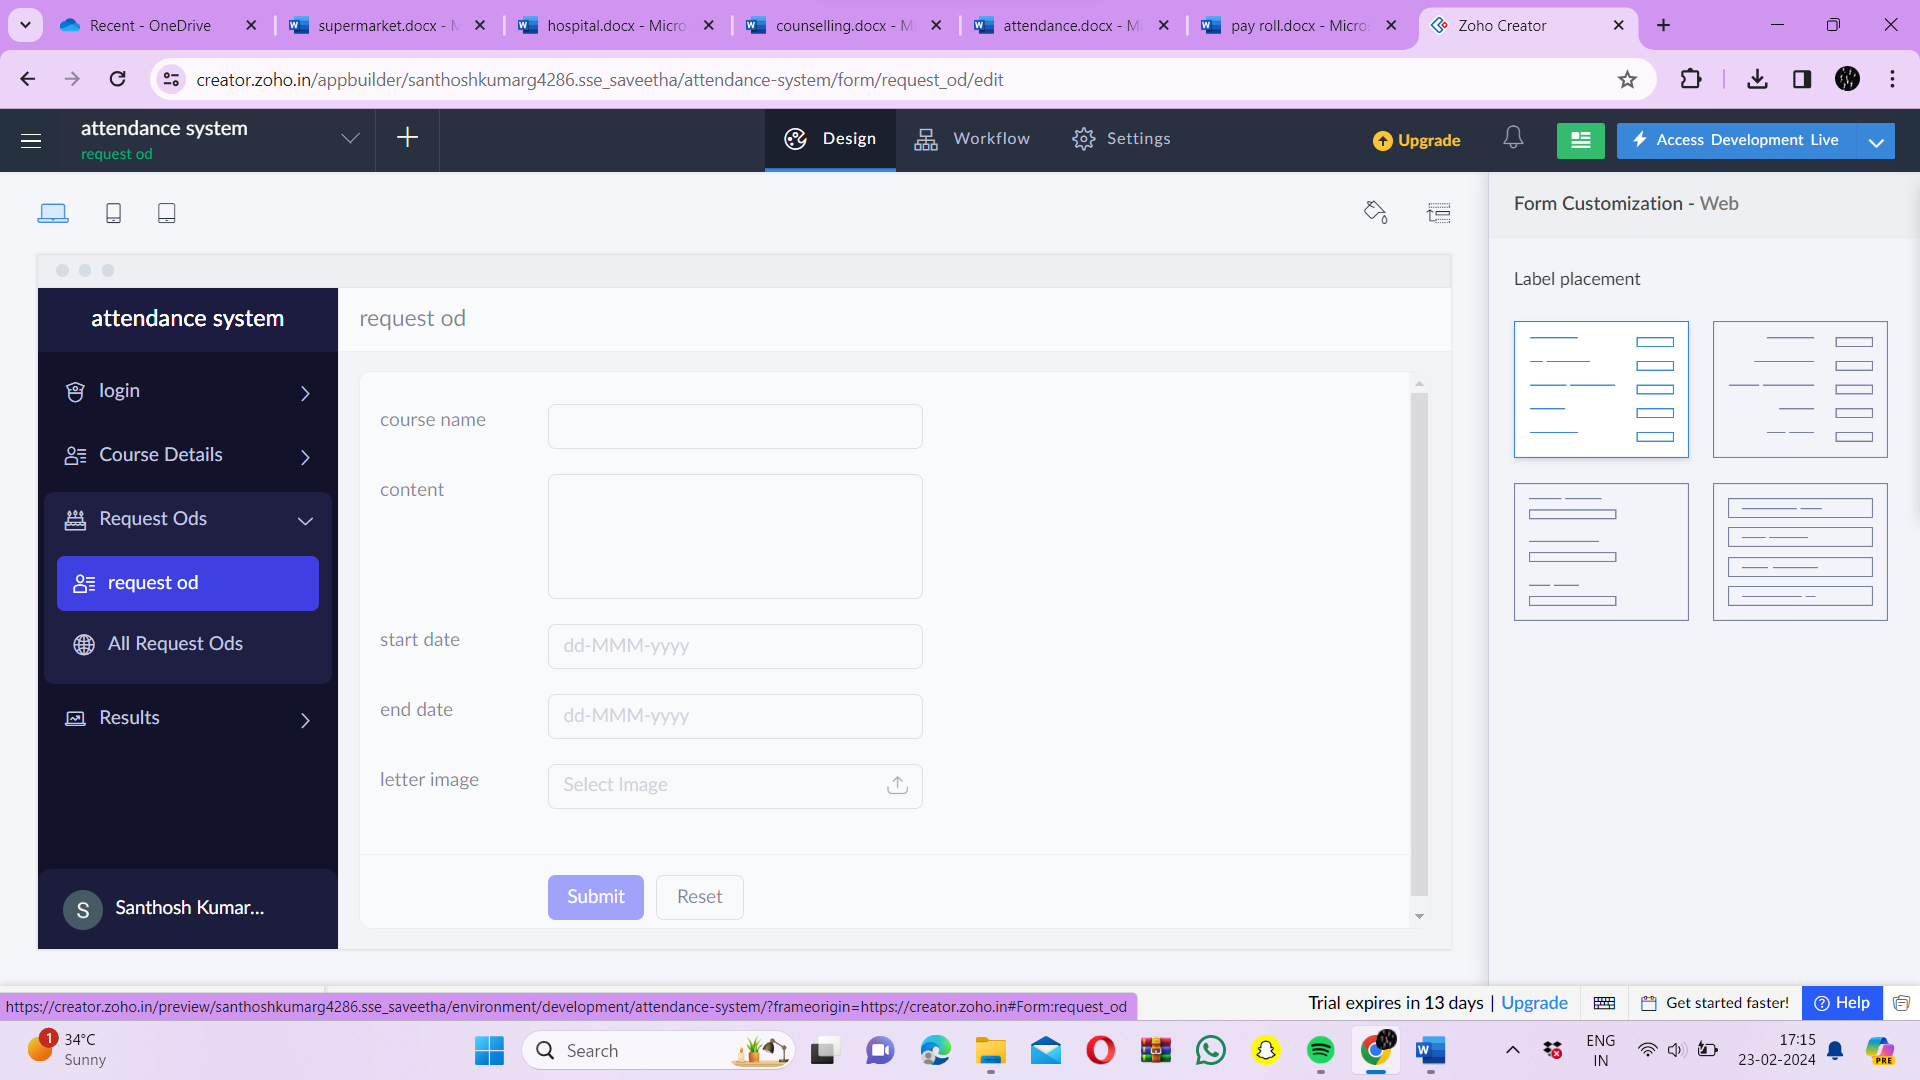 Recent - OneDrive
supermarket.docx - M
hospital.docx - Micro
counselling.docx - M
attendance.docx - Mi
pay roll.docx - Micros
Zoho Creator
creator.zoho.in/appbuilder/santhoshkumarg4286.sse_saveetha/attendance-system/form/request_od/edit
attendance system
request od
Design
Workflow
Settings
Upgrade
Access Development Live
Form Customization - Web
Label placement
attendance system
request od
login
Course Details
Request Ods
request od
All Request Ods
Results
Santhosh Kumar...
S
course name
content
start date
dd-MMM-yyyy
end date
dd-MMM-yyyy
letter image
Select Image
Submit
Reset
https://creator.zoho.in/preview/santhoshkumarg4286.sse_saveetha/environment/development/attendance-system/?frameorigin=https://creator.zoho.in#Form:request_od
Trial expires in 13 days | Upgrade
Get started faster!
Help
1
34°C
Sunny
Search
ENG
IN
17:15
23-02-2024
PRE